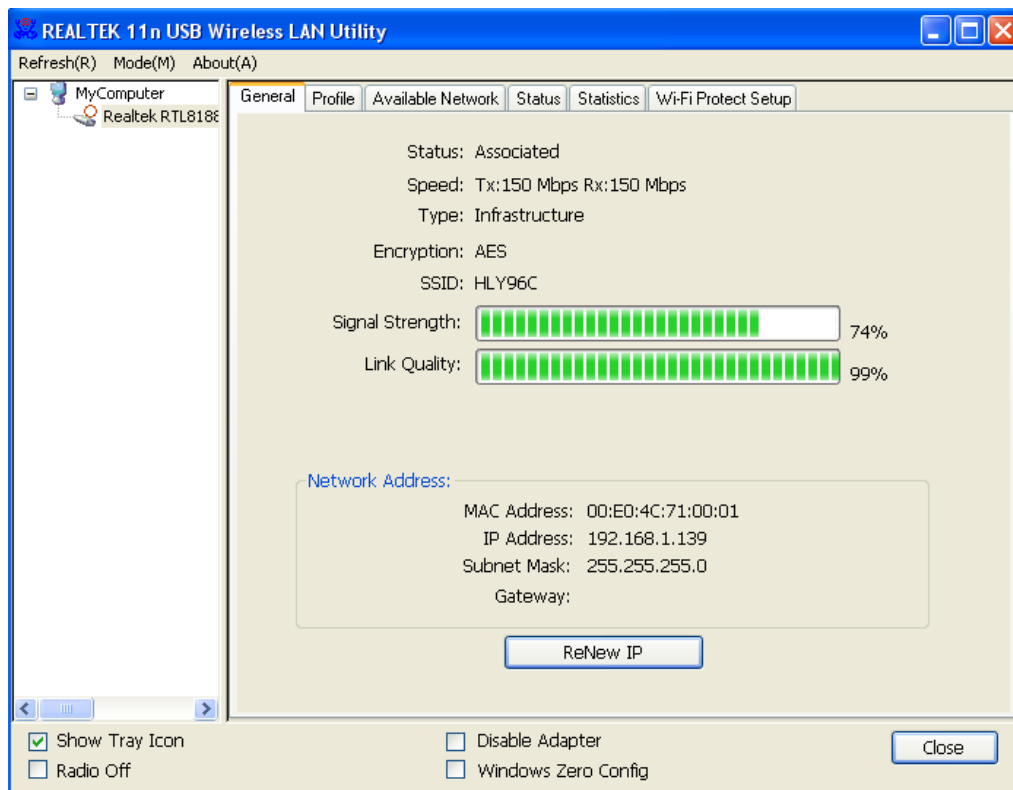 REALTEK 11n USB Wireless LAN Utility
Refresh(R) Mode(M) About(A)
MyComputer
Realtek RTL8188
General Profile Available Network Status Statistics Wi-Fi Protect Setup
Status: Associated
Speed: Tx:150 Mbps Rx:150 Mbps
Type: Infrastructure
Encryption: AES
SSID: HLY96C
Signal Strength: 74%
Link Quality: 99%
Network Address:
MAC Address: 00:E0:4C:71:00:01
IP Address: 192.168.1.139
Subnet Mask: 255.255.255.0
Gateway:
ReNew IP
Show Tray Icon
Radio Off
Disable Adapter
Windows Zero Config
Close